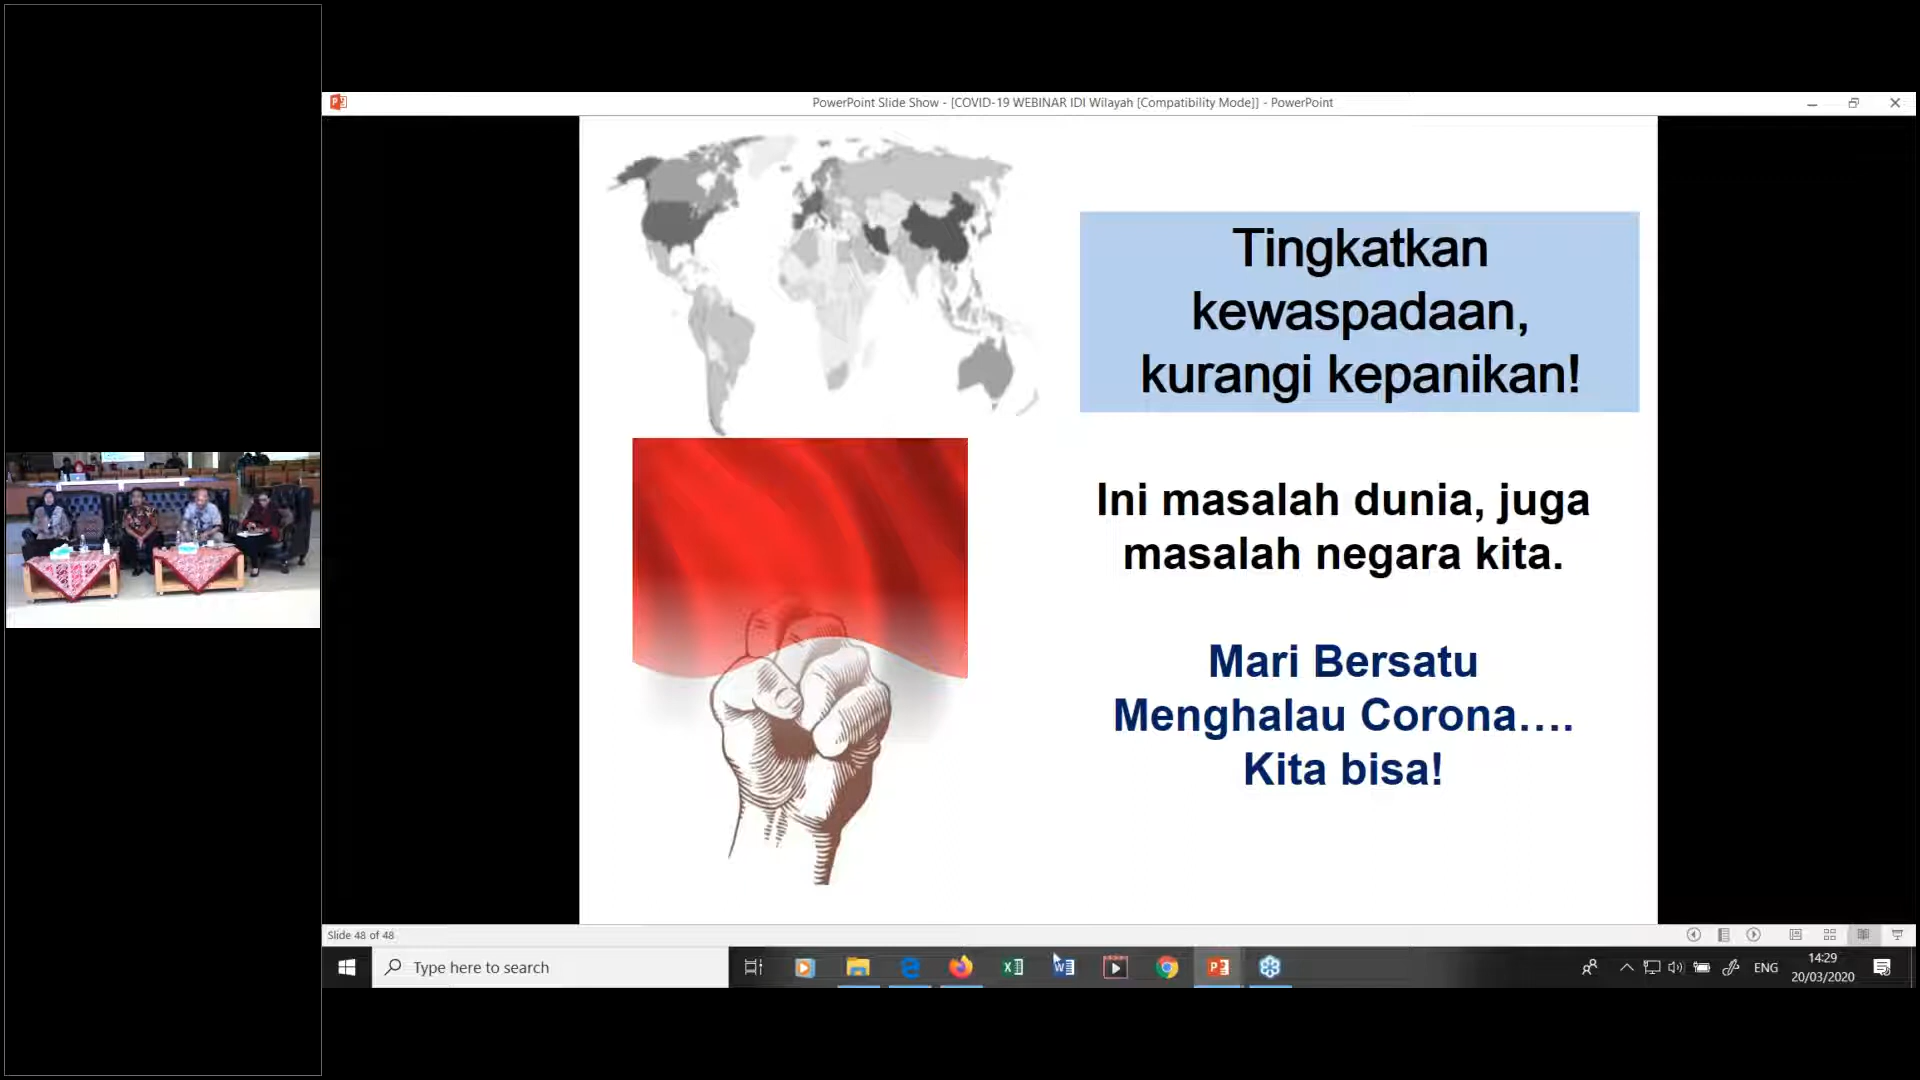 PowerPoint Slide Show - [COVID-19 WEBINAR IDI Wilayah [Compatibility Mode]] - PowerPoint
Tingkatkan
kewaspadaan,
kurangi kepanikan!
Ini masalah dunia, juga
masalah negara kita.
Mari Bersatu
Menghalau Corona....
Kita bisa!
Slide 48 of 48
Type here to search
ENG
14:29
20/03/2020